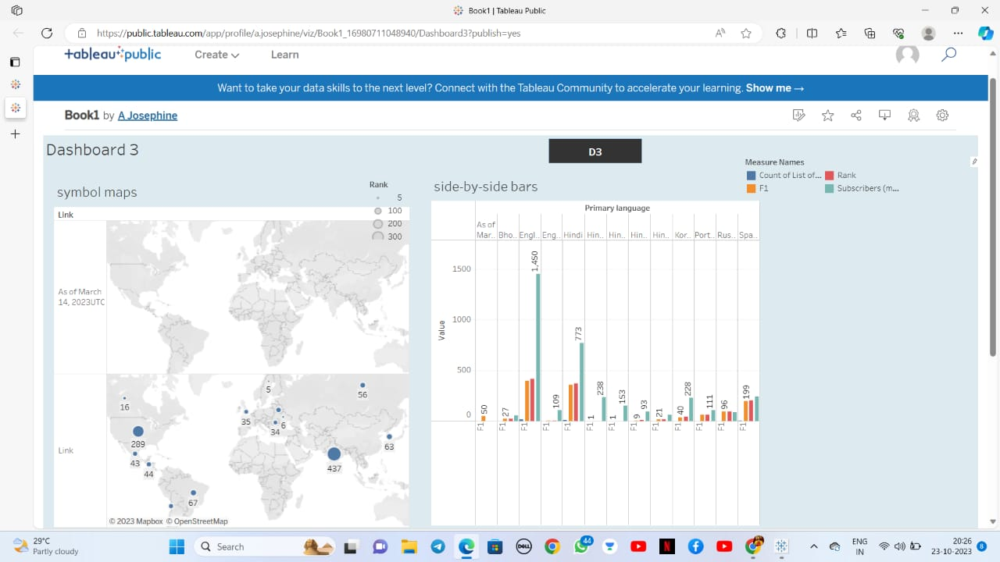 Book1 | Tableau Public
https://public.tableau.com/app/profile/a.josephine/viz/Book1_16980711048940/Dashboard3?publish=yes
+ableau public Create Learn
Want to take your data skills to the next level? Connect with the Tableau Community to accelerate your learning. Show me →
Book1 by A Josephine
Dashboard 3
D3
Measure Names
Count of List of... Rank
F1 Subscribers (m...
symbol maps
Rank
5
100
200
300
Link
As of March
14, 2023UTC
Link
5
56
16
35
34 6
289
63
43
437
44
67
© 2023 Mapbox © OpenStreetMap
side-by-side bars
Primary language
As of
Mar.. Bho.. Engl.. Eng.. Hindi Hin.. Hin.. Hin.. Hin.. Kor.. Port.. Rus.. Spa..
Value
1500
1000
500
0
50 27 1,450 109 773 1 238 1 153 9 93 21 40 228 111 96 199
F1 F1 F1 F1 F1 F1 F1 F1 F1 F1 F1 F1 F1
29°C
Partly cloudy
Search
DELL
44
N
ENG
IN
20:26
23-10-2023
8